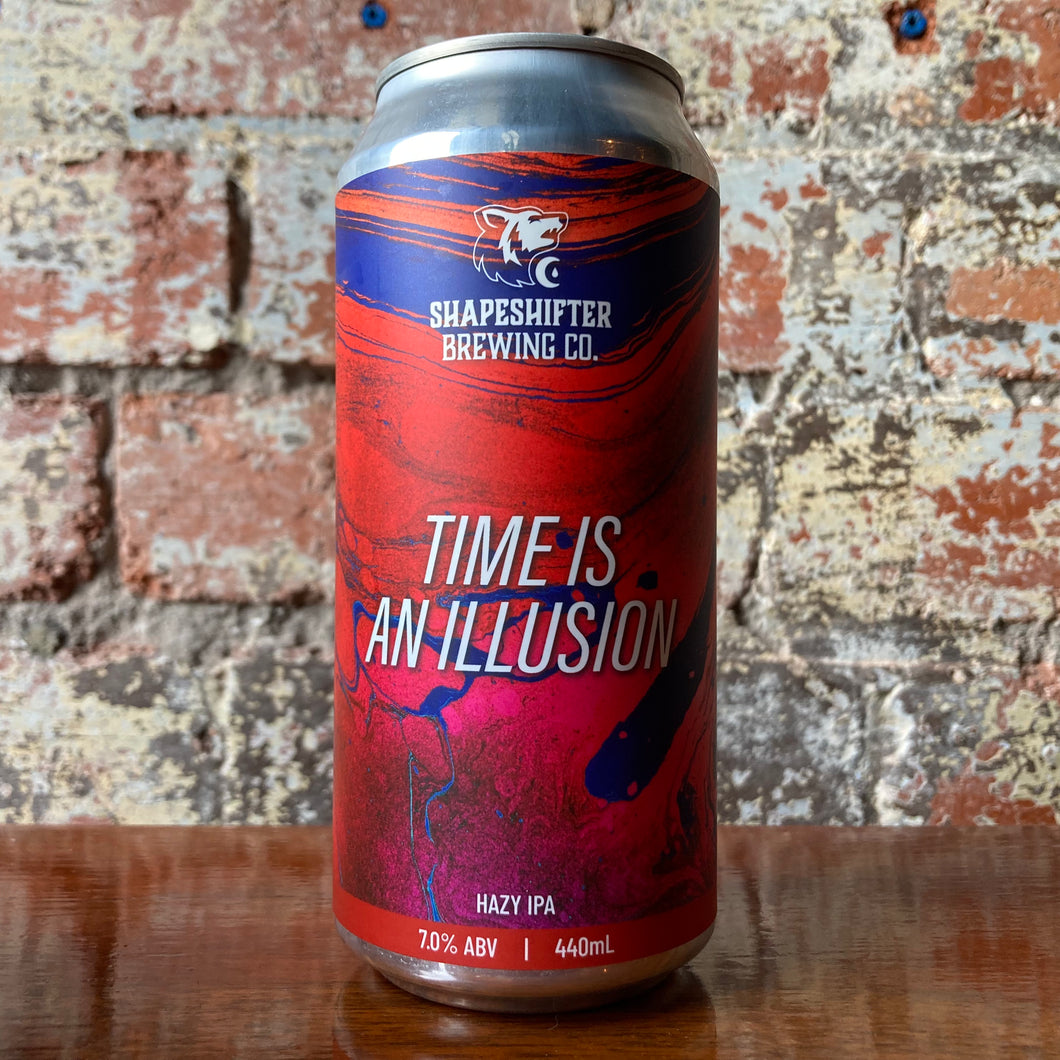 SHAPESHIFTER
BREWING CO.
TIME IS
AN ILLUSION
HAZY IPA
7.0% ABV | 440mL